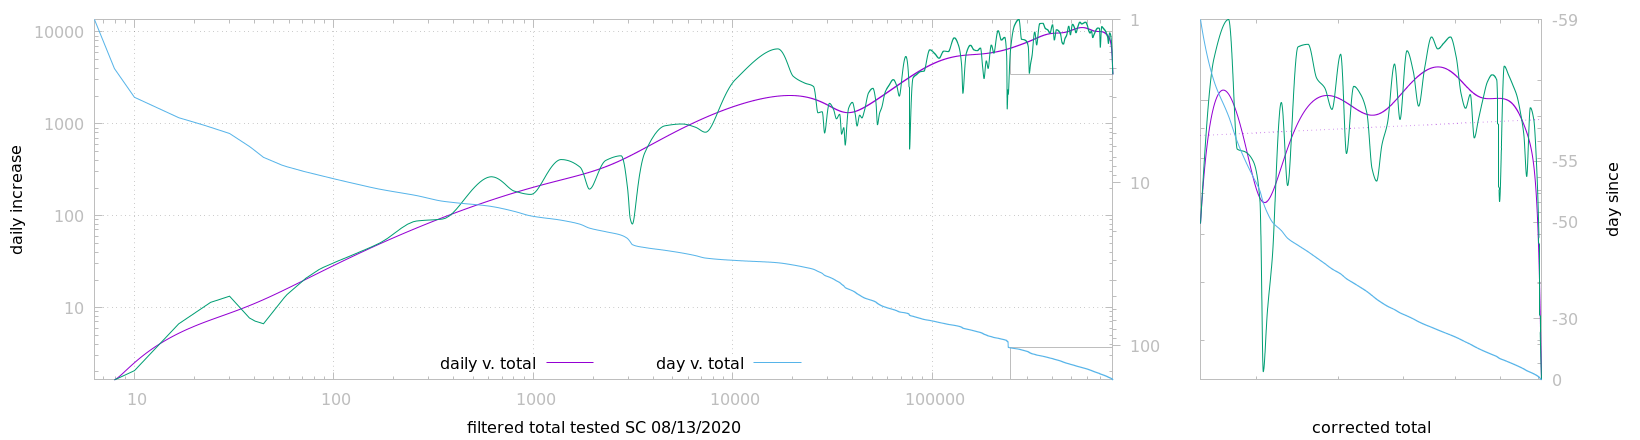 10000
1000
100
10
daily increase
1
10
100
daily v. total
day v. total
10
100
1000
10000
100000
filtered total tested SC 08/13/2020
-59
-55
-50
-30
0
day since
corrected total